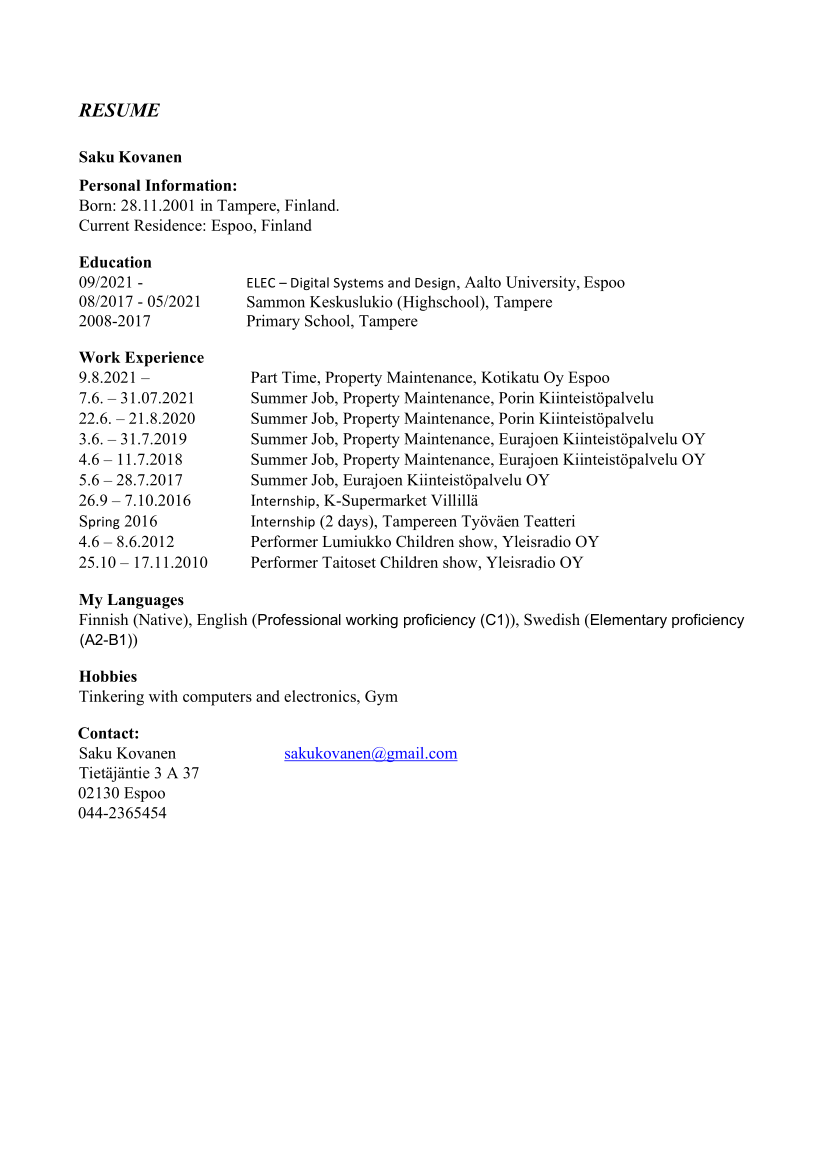 RESUME
Saku Kovanen
Personal Information:
Born: 28.11.2001 in Tampere, Finland.
Current Residence: Espoo, Finland
Education
09/2021 - ELEC – Digital Systems and Design, Aalto University, Espoo
08/2017 - 05/2021 Sammon Keskuslukio (Highschool), Tampere
2008-2017 Primary School, Tampere
Work Experience
9.8.2021 – Part Time, Property Maintenance, Kotikatu Oy Espoo
7.6. – 31.07.2021 Summer Job, Property Maintenance, Porin Kiinteistöpalvelu
22.6. – 21.8.2020 Summer Job, Property Maintenance, Porin Kiinteistöpalvelu
3.6. – 31.7.2019 Summer Job, Property Maintenance, Eurajoen Kiinteistöpalvelu OY
4.6 – 11.7.2018 Summer Job, Property Maintenance, Eurajoen Kiinteistöpalvelu OY
5.6 – 28.7.2017 Summer Job, Eurajoen Kiinteistöpalvelu OY
26.9 – 7.10.2016 Internship, K-Supermarket Villillä
Spring 2016 Internship (2 days), Tampereen Työväen Teatteri
4.6 – 8.6.2012 Performer Lumiukko Children show, Yleisradio OY
25.10 – 17.11.2010 Performer Taitoset Children show, Yleisradio OY
My Languages
Finnish (Native), English (Professional working proficiency (C1)), Swedish (Elementary proficiency
(A2-B1))
Hobbies
Tinkering with computers and electronics, Gym
Contact:
Saku Kovanen sakukovanen@gmail.com
Tietäjäntie 3 A 37
02130 Espoo
044-2365454